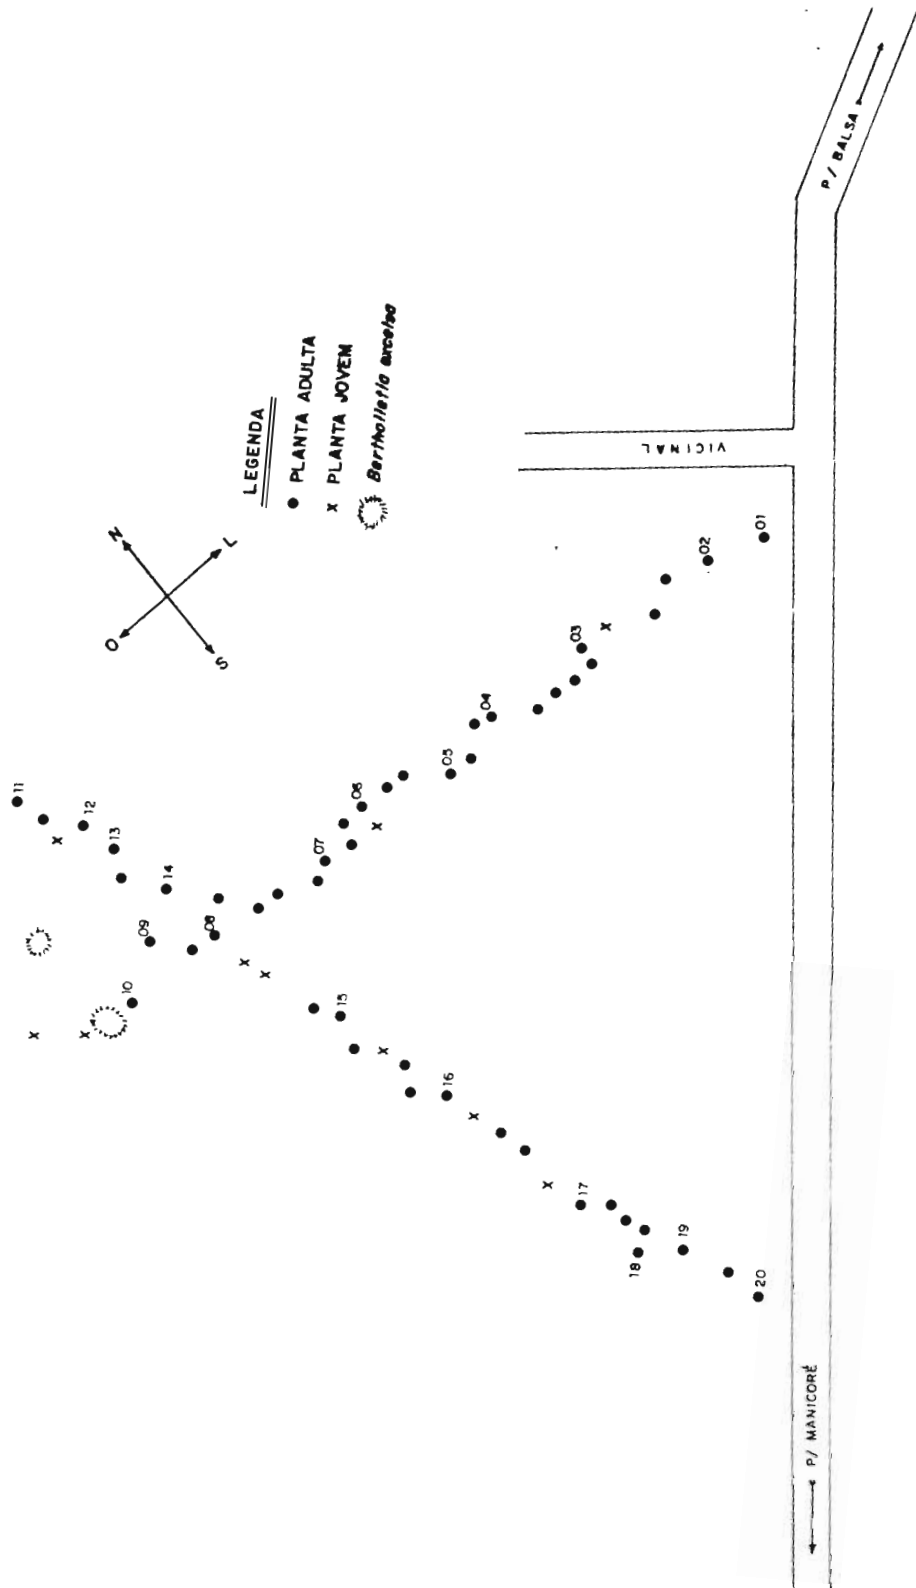 P/ BALSA
LEGENDA
● PLANTA ADULTA
x PLANTA JOVEM
Bertholletia excelsa
VICINAL
N
L
O
S
01
02
03
04
05
06
07
08
09
10
11
12
13
14
15
16
17
18
19
20
P/ MANICORÉ